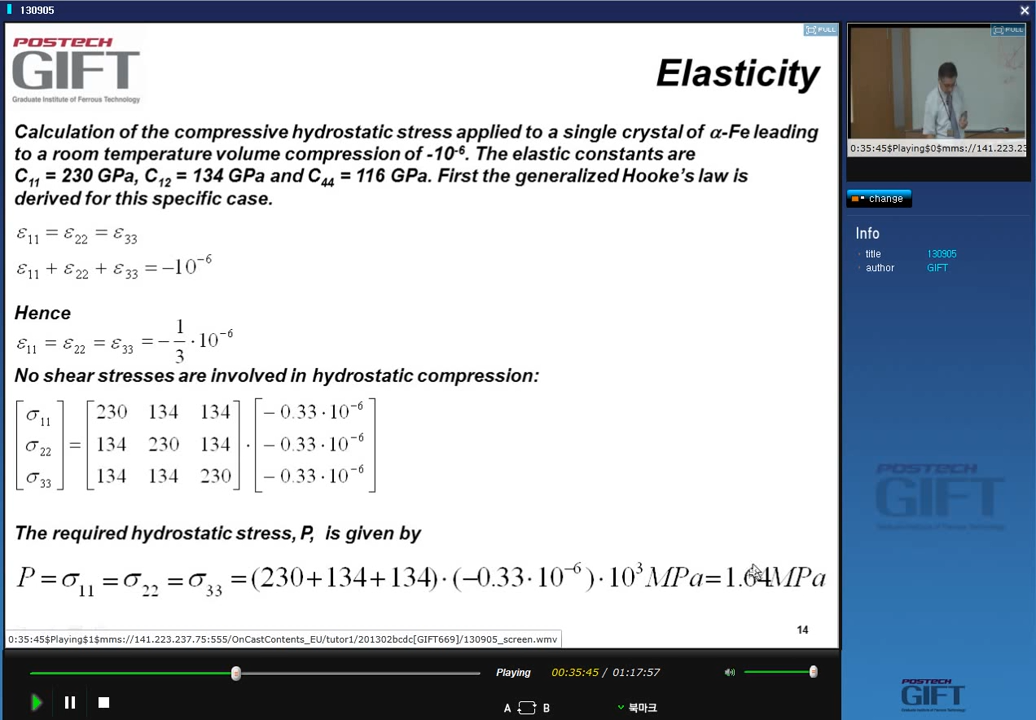 130905
FULL
POSTECH
GIFT
Graduate Institute of Ferrous Technology
Elasticity
Calculation of the compressive hydrostatic stress applied to a single crystal of α-Fe leading
to a room temperature volume compression of -10⁻⁶. The elastic constants are
C₁₁ = 230 GPa, C₁₂ = 134 GPa and C₄₄ = 116 GPa. First the generalized Hooke's law is
derived for this specific case.
ε₁₁ = ε₂₂ = ε₃₃
ε₁₁ + ε₂₂ + ε₃₃ = −10⁻⁶
Hence
ε₁₁ = ε₂₂ = ε₃₃ = −1/3 · 10⁻⁶
No shear stresses are involved in hydrostatic compression:
[σ₁₁] [230 134 134] [−0.33·10⁻⁶]
[σ₂₂] = [134 230 134] · [−0.33·10⁻⁶]
[σ₃₃] [134 134 230] [−0.33·10⁻⁶]
The required hydrostatic stress, P, is given by
P = σ₁₁ = σ₂₂ = σ₃₃ = (230+134+134)·(−0.33·10⁻⁶)·10³ MPa = 1.64MPa
14
0:35:45$Playing$1$mms://141.223.237.75:555/OnCastContents_EU/tutor1/201302bcdc[GIFT669]/130905_screen.wmv
Playing
00:35:45 / 01:17:57
A B
북마크
FULL
0:35:45$Playing$0$mms://141.223.23
change
Info
title 130905
author GIFT
POSTECH
GIFT
POSTECH
GIFT